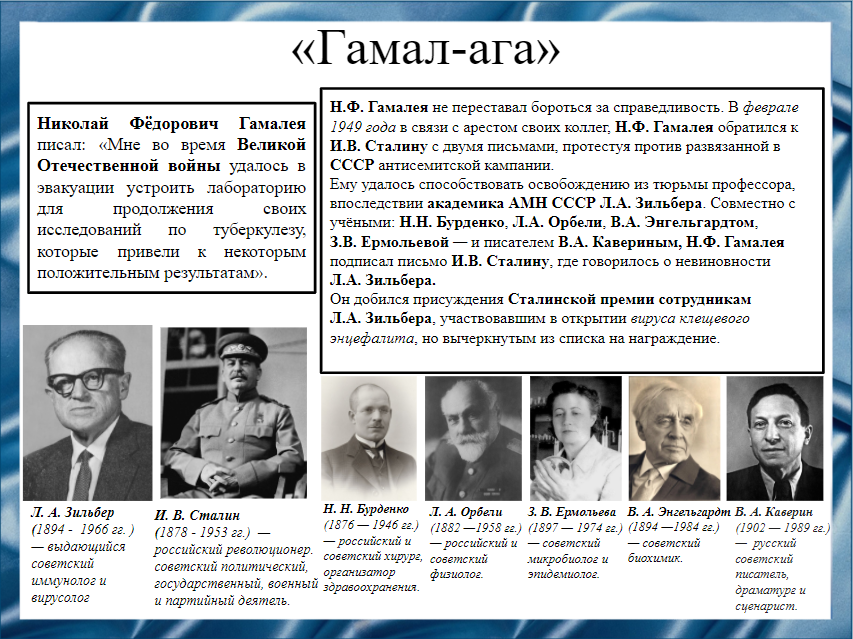 «Гамал-ага»
Николай Фёдорович Гамалея
писал: «Мне во время Великой
Отечественной войны удалось в
эвакуации устроить лабораторию
для продолжения своих
исследований по туберкулезу,
которые привели к некоторым
положительным результатам».
Н.Ф. Гамалея не переставал бороться за справедливость. В феврале
1949 года в связи с арестом своих коллег, Н.Ф. Гамалея обратился к
И.В. Сталину с двумя письмами, протестуя против развязанной в
СССР антисемитской кампании.
Ему удалось способствовать освобождению из тюрьмы профессора,
впоследствии академика АМН СССР Л.А. Зильбера. Совместно с
учёными: Н.Н. Бурденко, Л.А. Орбели, В.А. Энгельгардтом,
З.В. Ермольевой — и писателем В.А. Кавериным, Н.Ф. Гамалея
подписал письмо И.В. Сталину, где говорилось о невиновности
Л.А. Зильбера.
Он добился присуждения Сталинской премии сотрудникам
Л.А. Зильбера, участвовавшим в открытии вируса клещевого
энцефалита, но вычеркнутым из списка на награждение.
Л. А. Зильбер
(1894 - 1966 гг. )
— выдающийся
советский
иммунолог и
вирусолог
И. В. Сталин
(1878 - 1953 гг.) —
российский революционер.
советский политический,
государственный, военный
и партийный деятель.
Н. Н. Бурденко
(1876 — 1946 гг.)
— российский и
советский хирург,
организатор
здравоохранения.
Л. А. Орбели
(1882 —1958 гг.)
— российский и
советский
физиолог.
З. В. Ермольева
(1897 — 1974 гг.)
— советский
микробиолог и
эпидемиолог.
В. А. Энгельгардт
(1894 —1984 гг.)
— советский
биохимик.
В. А. Каверин
(1902 — 1989 гг.)
— русский
советский
писатель,
драматург и
сценарист.